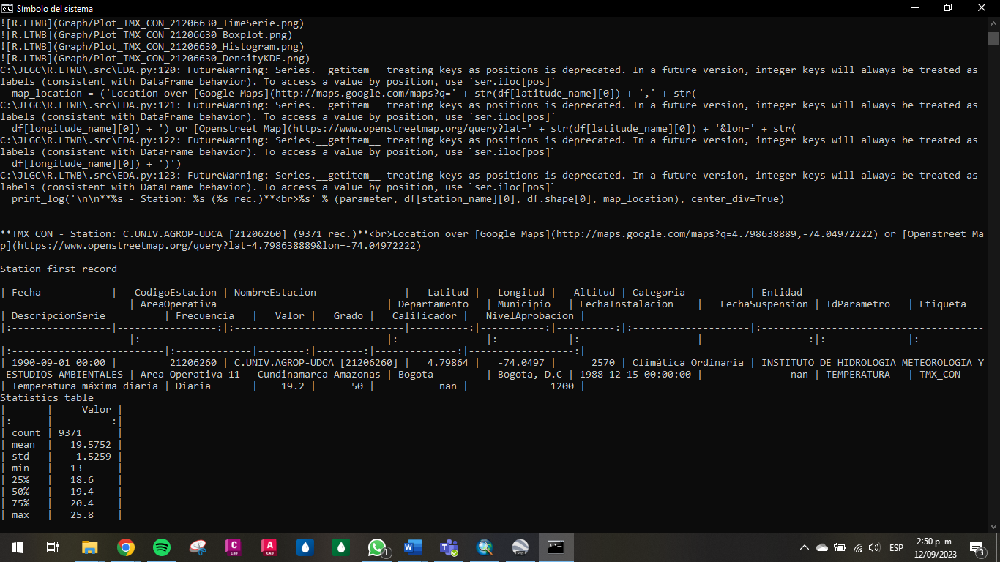 Símbolo del sistema
![R.LTWB](Graph/Plot_TMX_CON_21206630_TimeSerie.png)
![R.LTWB](Graph/Plot_TMX_CON_21206630_Boxplot.png)
![R.LTWB](Graph/Plot_TMX_CON_21206630_Histogram.png)
![R.LTWB](Graph/Plot_TMX_CON_21206630_DensityKDE.png)
C:\JLGC\R.LTWB\.src\EDA.py:120: FutureWarning: Series.__getitem__ treating keys as positions is deprecated. In a future version, integer keys will always be treated as
labels (consistent with DataFrame behavior). To access a value by position, use `ser.iloc[pos]`
  map_location = ('Location over [Google Maps](http://maps.google.com/maps?q=' + str(df[latitude_name][0]) + ',' + str(
C:\JLGC\R.LTWB\.src\EDA.py:121: FutureWarning: Series.__getitem__ treating keys as positions is deprecated. In a future version, integer keys will always be treated as
labels (consistent with DataFrame behavior). To access a value by position, use `ser.iloc[pos]`
  df[longitude_name][0]) + ') or [Openstreet Map](https://www.openstreetmap.org/query?lat=' + str(df[latitude_name][0]) + '&lon=' + str(
C:\JLGC\R.LTWB\.src\EDA.py:122: FutureWarning: Series.__getitem__ treating keys as positions is deprecated. In a future version, integer keys will always be treated as
labels (consistent with DataFrame behavior). To access a value by position, use `ser.iloc[pos]`
  df[longitude_name][0]) + ')')
C:\JLGC\R.LTWB\.src\EDA.py:123: FutureWarning: Series.__getitem__ treating keys as positions is deprecated. In a future version, integer keys will always be treated as
labels (consistent with DataFrame behavior). To access a value by position, use `ser.iloc[pos]`
  print_log('\n\n**%s - Station: %s (%s rec.)**<br>%s' % (parameter, df[station_name][0], df.shape[0], map_location), center_div=True)
**TMX_CON - Station: C.UNIV.AGROP-UDCA [21206260] (9371 rec.)**<br>Location over [Google Maps](http://maps.google.com/maps?q=4.798638889,-74.04972222) or [Openstreet Ma
p](https://www.openstreetmap.org/query?lat=4.798638889&lon=-74.04972222)
Station first record
| Fecha            |   CodigoEstacion | NombreEstacion               |   Latitud |   Longitud |   Altitud | Categoria           | Entidad
                      | AreaOperativa                             | Departamento   | Municipio   | FechaInstalacion    |   FechaSuspension | IdParametro   | Etiqueta
| DescripcionSerie          | Frecuencia   |   Valor |   Grado |   Calificador |   NivelAprobacion |
|:-----------------|-----------------:|:-----------------------------|----------:|-----------:|----------:|:--------------------|:--------------------------------------
----------------------|:------------------------------------------|:---------------|:------------|:--------------------|------------------:|:--------------|:-----------
|:--------------------------|:-------------|--------:|--------:|--------------:|------------------:|
| 1990-09-01 00:00 |         21206260 | C.UNIV.AGROP-UDCA [21206260] |   4.79864 |   -74.0497 |      2570 | Climática Ordinaria | INSTITUTO DE HIDROLOGIA METEOROLOGIA Y
 ESTUDIOS AMBIENTALES | Area Operativa 11 - Cundinamarca-Amazonas | Bogota         | Bogota, D.C | 1988-12-15 00:00:00 |               nan | TEMPERATURA   | TMX_CON
| Temperatura máxima diaria | Diaria       |    19.2 |      50 |           nan |              1200 |
Statistics table
|       |     Valor |
|:------|----------:|
| count | 9371      |
| mean  |   19.5752 |
| std   |    1.5259 |
| min   |   13      |
| 25%   |   18.6    |
| 50%   |   19.4    |
| 75%   |   20.4    |
| max   |   25.8    |
C
C3D
A
CAD
1
W
T
Pro
C:\.
ESP
2:50 p. m.
12/09/2023
3